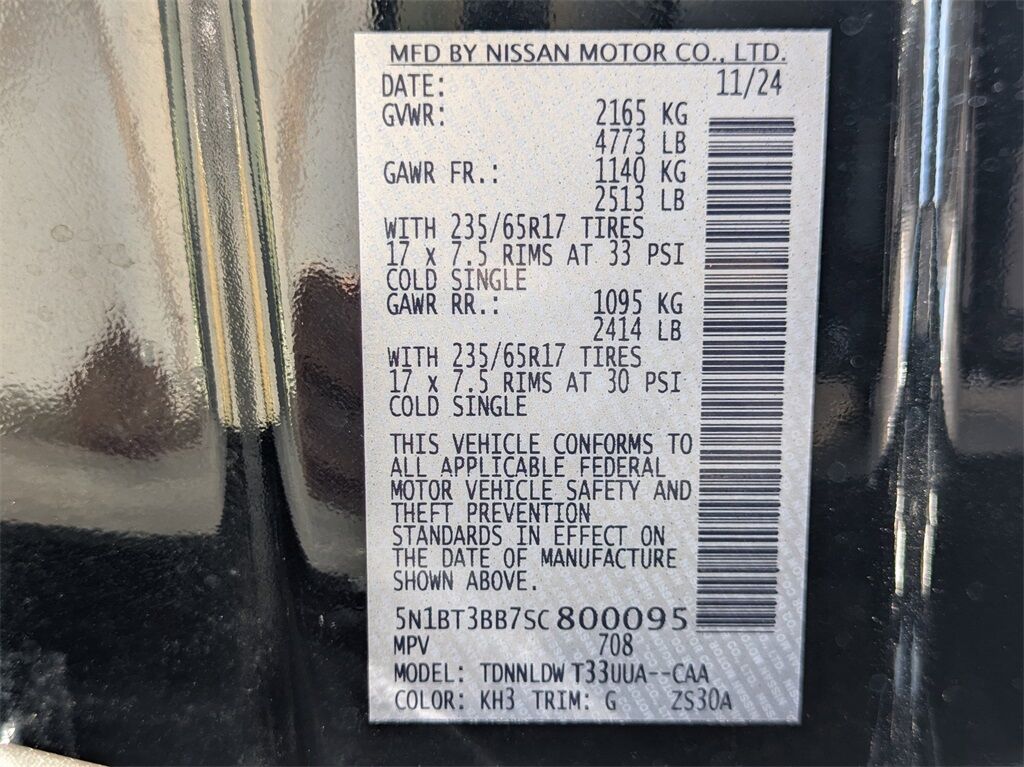 MFD BY NISSAN MOTOR CO., LTD.
DATE: 11/24
GVWR: 2165 KG
4773 LB
GAWR FR.: 1140 KG
2513 LB
WITH 235/65R17 TIRES
17 x 7.5 RIMS AT 33 PSI
COLD SINGLE
GAWR RR.: 1095 KG
2414 LB
WITH 235/65R17 TIRES
17 x 7.5 RIMS AT 30 PSI
COLD SINGLE
THIS VEHICLE CONFORMS TO
ALL APPLICABLE FEDERAL
MOTOR VEHICLE SAFETY AND
THEFT PREVENTION
STANDARDS IN EFFECT ON
THE DATE OF MANUFACTURE
SHOWN ABOVE.
5N1BT3BB7SC800095
MPV 708
MODEL: TDNNLDW T33UUA--CAA
COLOR: KH3 TRIM: G ZS30A